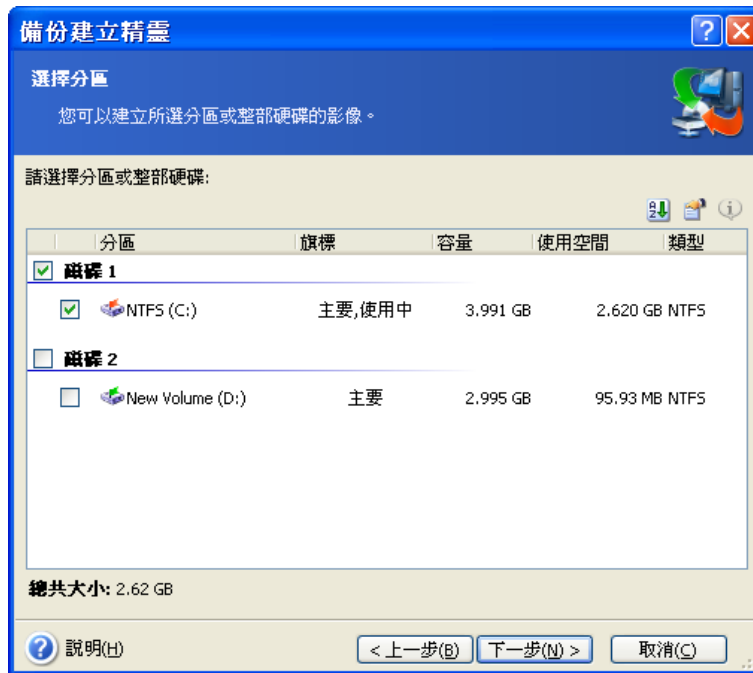 備份建立精靈
選擇分區
您可以建立所選分區或整部硬碟的影像。
請選擇分區或整部硬碟:
分區 旗標 容量 使用空間 類型
磁碟 1
NTFS (C:) 主要,使用中 3.991 GB 2.620 GB NTFS
磁碟 2
New Volume (D:) 主要 2.995 GB 95.93 MB NTFS
總共大小: 2.62 GB
說明(H) < 上一步(B) 下一步(N) > 取消(C)